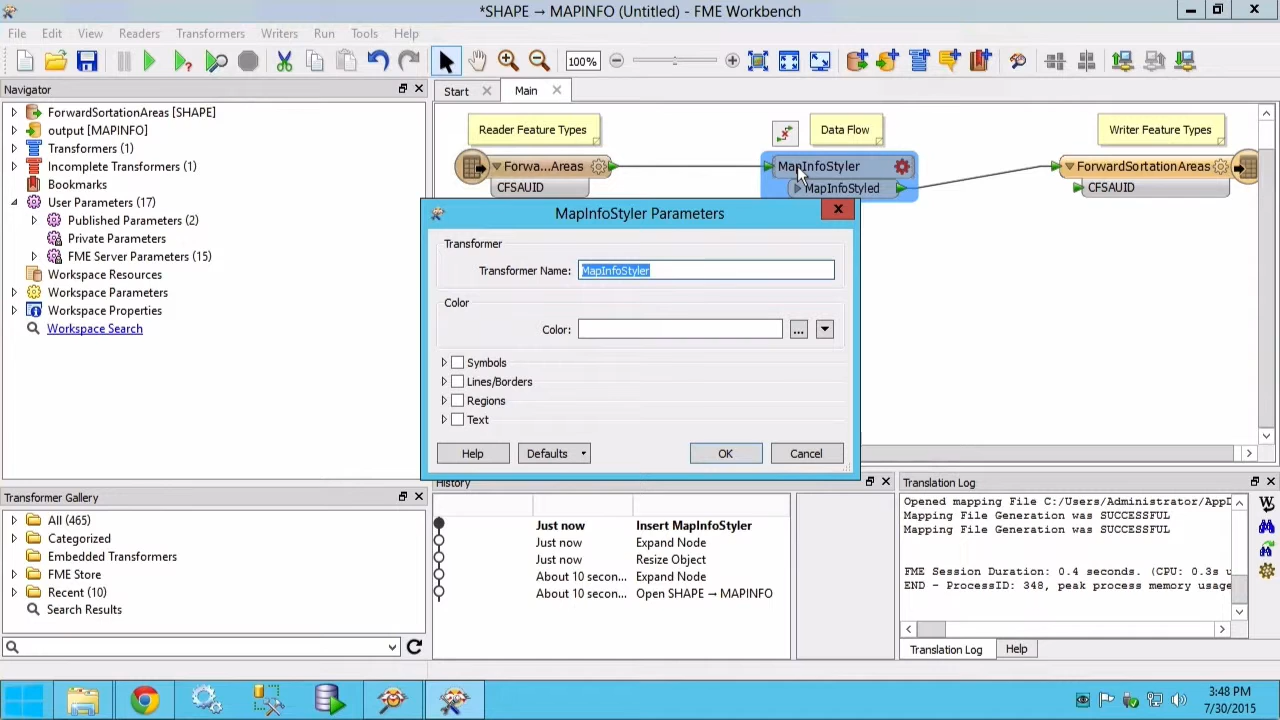 *SHAPE → MAPINFO (Untitled) - FME Workbench
File Edit View Readers Transformers Writers Run Tools Help
100%
Navigator
ForwardSortationAreas [SHAPE]
output [MAPINFO]
Transformers (1)
Incomplete Transformers (1)
Bookmarks
User Parameters (17)
Published Parameters (2)
Private Parameters
FME Server Parameters (15)
Workspace Resources
Workspace Parameters
Workspace Properties
Workspace Search
Start
Main
Reader Feature Types
Data Flow
Writer Feature Types
Forwa...Areas
CFSAUID
MapInfoStyler
MapInfoStyled
ForwardSortationAreas
CFSAUID
MapInfoStyler Parameters
Transformer
Transformer Name: MapInfoStyler
Color
Color:
...
Symbols
Lines/Borders
Regions
Text
Help
Defaults
OK
Cancel
Transformer Gallery
All (465)
Categorized
Embedded Transformers
FME Store
Recent (10)
Search Results
History
Just now Insert MapInfoStyler
Just now Expand Node
Just now Resize Object
About 10 secon... Expand Node
About 10 secon... Open SHAPE → MAPINFO
Translation Log
Opened mapping File C:/Users/Administrator/AppD
Mapping File Generation was SUCCESSFUL
Mapping File Generation was SUCCESSFUL
FME Session Duration: 0.4 seconds. (CPU: 0.3s u
END - ProcessID: 348, peak process memory usage
Translation Log
Help
3:48 PM
7/30/2015